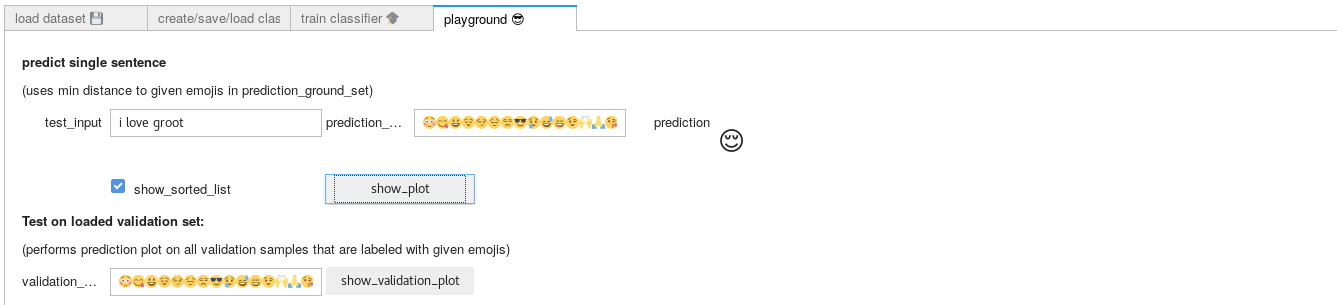 load dataset 💾 create/save/load clas train classifier 🎓 playground 😎
predict single sentence
(uses min distance to given emojis in prediction_ground_set)
test_input i love groot prediction_... 😳😋😀😌😏😔😒😎😢😅😁😉🙌🙏😘 prediction 😌
show_sorted_list show_plot
Test on loaded validation set:
(performs prediction plot on all validation samples that are labeled with given emojis)
validation_... 😳😋😀😌😏😔😒😎😢😅😁😉🙌🙏😘 show_validation_plot